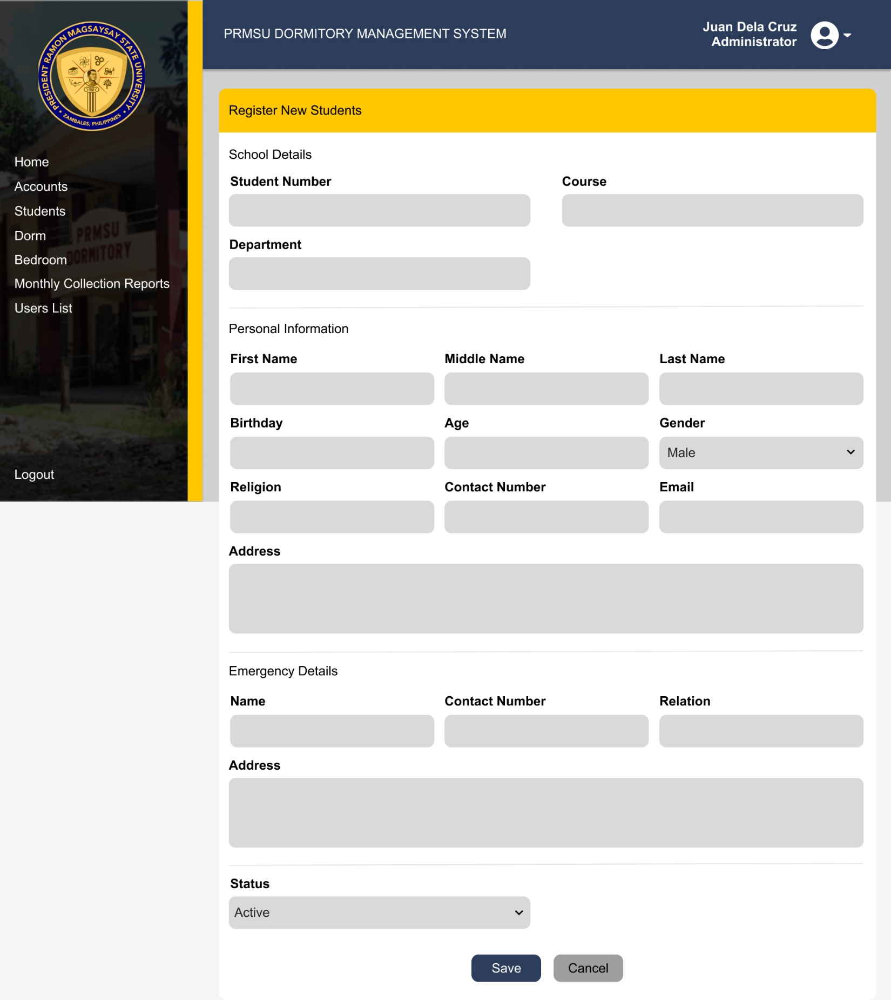 PRESIDENT RAMON MAGSAYSAY STATE UNIVERSITY
ZAMBALES, PHILIPPINES
PRMSU DORMITORY MANAGEMENT SYSTEM
Juan Dela Cruz
Administrator
Home
Accounts
Students
Dorm
Bedroom
Monthly Collection Reports
Users List
Logout
PRMSU
DORMITORY
Register New Students
School Details
Student Number Course
Department
Personal Information
First Name Middle Name Last Name
Birthday Age Gender
Male
Religion Contact Number Email
Address
Emergency Details
Name Contact Number Relation
Address
Status
Active
Save Cancel